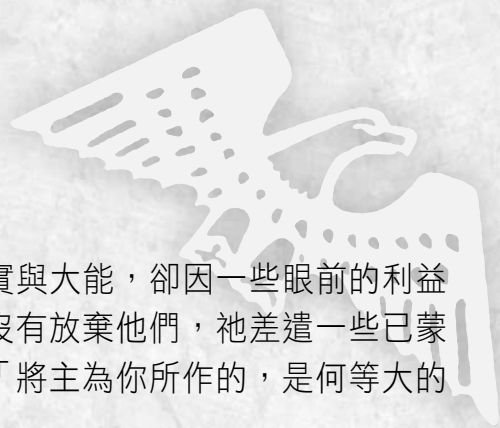 實與大能，卻因一些眼前的利益
沒有放棄他們，祂差遣一些已蒙
「將主為你所作的，是何等大的